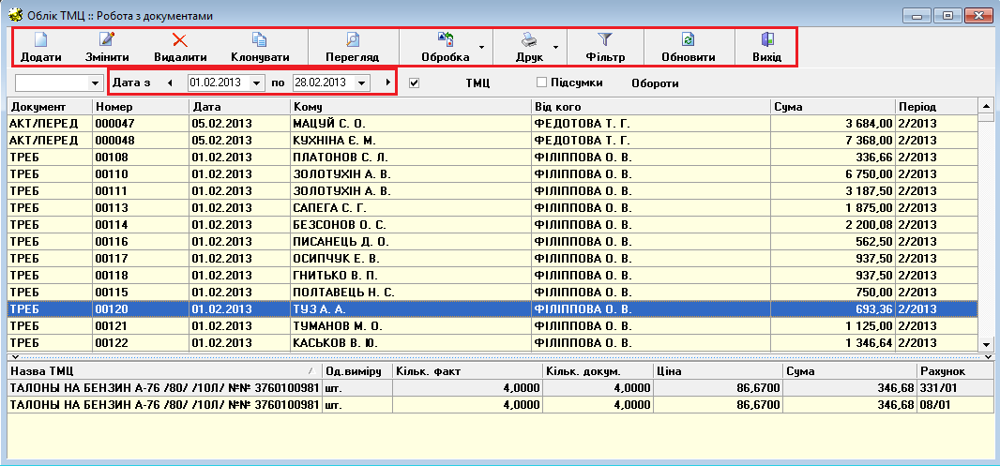 Облік ТМЦ :: Робота з документами
Додати Змінити Видалити Клонувати Перегляд Обробка Друк Фільтр Обновити Вихід
Дата з 01.02.2013 по 28.02.2013 ТМЦ Підсумки Обороти
Документ Номер Дата Кому Від кого Сума Період
АКТ/ПЕРЕД 000047 05.02.2013 МАЦУЙ С. О. ФЕДОТОВА Т. Г. 3 684,00 2/2013
АКТ/ПЕРЕД 000048 05.02.2013 КУХНІНА Є. М. ФЕДОТОВА Т. Г. 7 368,00 2/2013
ТРЕБ 00108 01.02.2013 ПЛАТОНОВ С. Л. ФІЛІППОВА О. В. 336,66 2/2013
ТРЕБ 00110 01.02.2013 ЗОЛОТУХІН А. В. ФІЛІППОВА О. В. 6 750,00 2/2013
ТРЕБ 00111 01.02.2013 ЗОЛОТУХІН А. В. ФІЛІППОВА О. В. 3 187,50 2/2013
ТРЕБ 00113 01.02.2013 САПЕГА С. Г. ФІЛІППОВА О. В. 1 875,00 2/2013
ТРЕБ 00114 01.02.2013 БЕЗСОНОВ О. С. ФІЛІППОВА О. В. 2 200,08 2/2013
ТРЕБ 00116 01.02.2013 ПИСАНЕЦЬ Д. О. ФІЛІППОВА О. В. 562,50 2/2013
ТРЕБ 00117 01.02.2013 ОСИПЧУК Е. В. ФІЛІППОВА О. В. 937,50 2/2013
ТРЕБ 00118 01.02.2013 ГНИТЬКО В. П. ФІЛІППОВА О. В. 937,50 2/2013
ТРЕБ 00115 01.02.2013 ПОЛТАВЕЦЬ Н. С. ФІЛІППОВА О. В. 750,00 2/2013
ТРЕБ 00120 01.02.2013 ТУЗ А. А. ФІЛІППОВА О. В. 693,36 2/2013
ТРЕБ 00121 01.02.2013 ТУМАНОВ М. О. ФІЛІППОВА О. В. 1 125,00 2/2013
ТРЕБ 00122 01.02.2013 КАСЬКОВ В. Ю. ФІЛІППОВА О. В. 1 346,64 2/2013
Назва ТМЦ Од.виміру Кільк. факт Кільк. докум. Ціна Сума Рахунок
ТАЛОНЫ НА БЕНЗИН А-76 /80/ /10Л/ №№ 3760100981 шт. 4,0000 4,0000 86,6700 346,68 331/01
ТАЛОНЫ НА БЕНЗИН А-76 /80/ /10Л/ №№ 3760100981 шт. 4,0000 4,0000 86,6700 346,68 08/01